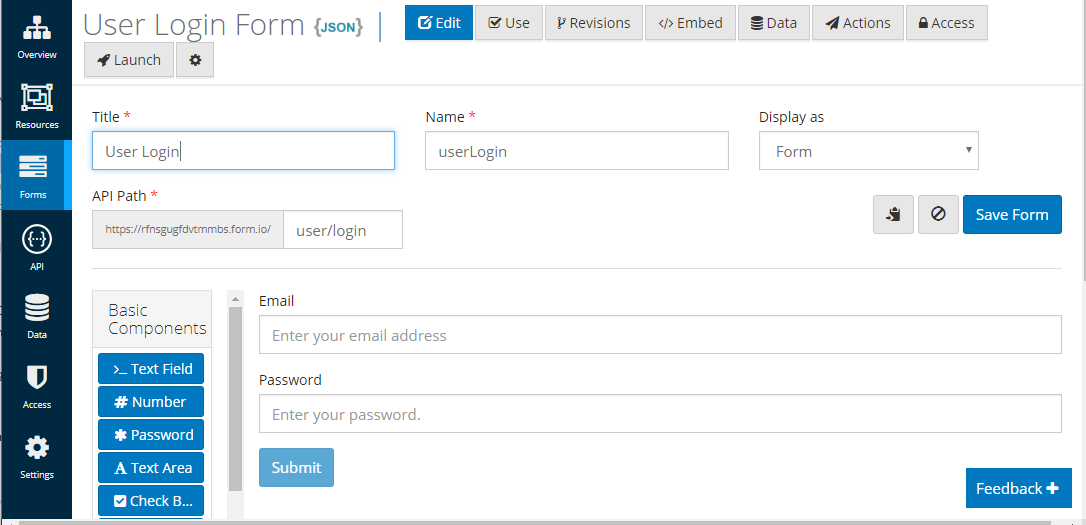 User Login Form {JSON} Edit Use Revisions </> Embed Data Actions Access
Launch
Overview
Resources
Forms
API
Data
Access
Settings
Title * Name * Display as
User Login userLogin Form
API Path *
https://rfnsgugfdvtmmbs.form.io/ user/login Save Form
Basic
Components
>_ Text Field
# Number
✱ Password
A Text Area
Check B...
Email
Enter your email address
Password
Enter your password.
Submit
Feedback +